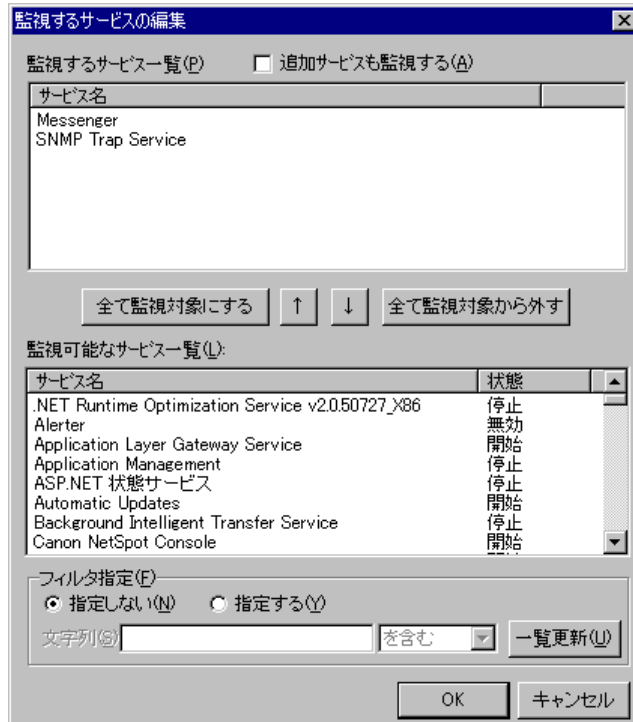 監視するサービスの編集
監視するサービス一覧(P) 追加サービスも監視する(A)
サービス名
Messenger
SNMP Trap Service
全て監視対象にする ↑ ↓ 全て監視対象から外す
監視可能なサービス一覧(L):
サービス名 状態
.NET Runtime Optimization Service v2.0.50727_X86 停止
Alerter 無効
Application Layer Gateway Service 開始
Application Management 停止
ASP.NET 状態サービス 停止
Automatic Updates 開始
Background Intelligent Transfer Service 停止
Canon NetSpot Console 開始
フィルタ指定(F)
指定しない(N) 指定する(Y)
文字列(S) を含む 一覧更新(U)
OK キャンセル